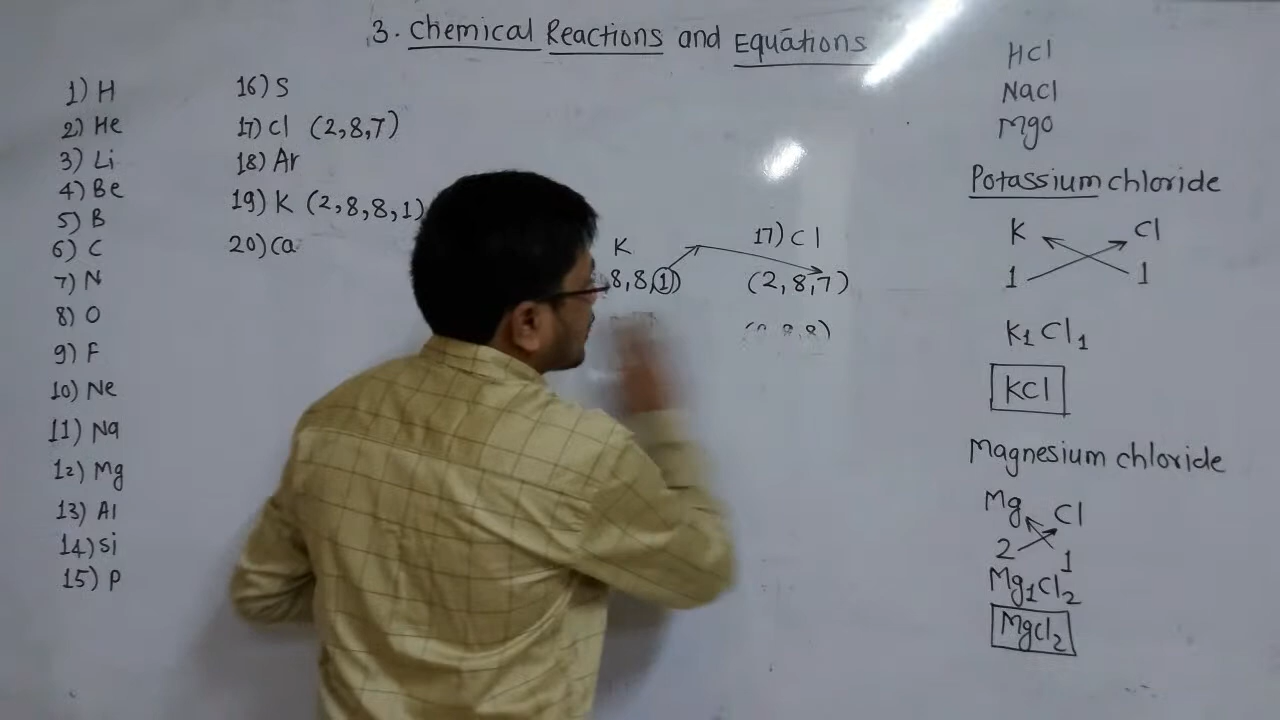 3. Chemical Reactions and Equations
1) H
2) He
3) Li
4) Be
5) B
6) C
7) N
8) O
9) F
10) Ne
11) Na
12) Mg
13) Al
14) Si
15) P
16) S
17) Cl (2,8,7)
18) Ar
19) K (2,8,8,1)
20) Ca
K
8,8,1)
17) Cl
(2,8,7)
HCl
NaCl
MgO
Potassium chloride
K Cl
1 1
K1Cl1
KCl
Magnesium chloride
Mg Cl
2 1
Mg1Cl2
MgCl2